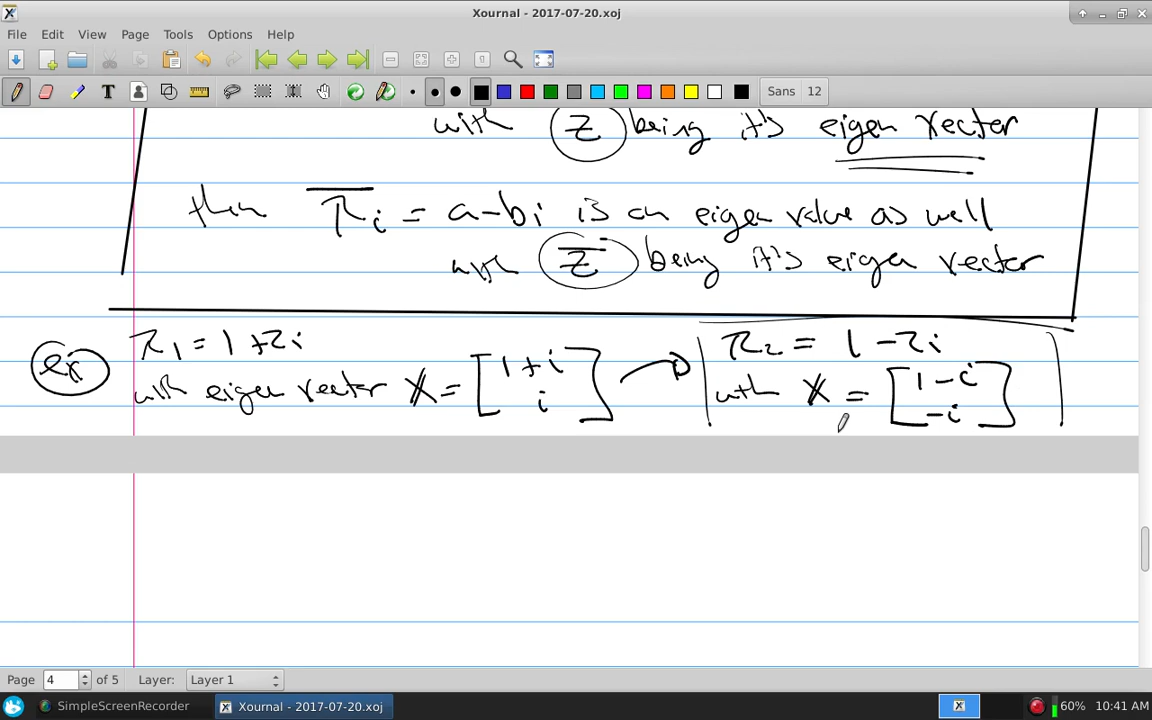 Xournal - 2017-07-20.xoj
File Edit View Page Tools Options Help
Sans 12
with z being it's eigen vector
then λ̅i = a-bi is an eigen value as well
with z̅ being it's eigen vector
ex λ1 = 1+2i
with eigen vector X = [1+i
i]
λ2 = 1-2i
with X = [1-i
-i]
Page 4 of 5 Layer: Layer 1
SimpleScreenRecorder Xournal - 2017-07-20.xoj 60% 10:41 AM